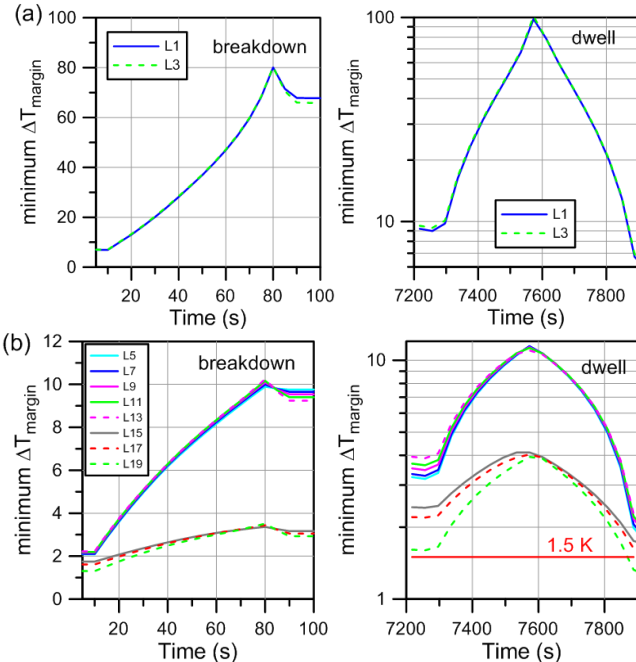 (a)
minimum ΔTmargin
100
80
60
40
20
0
L1
L3
breakdown
20 40 60 80 100
Time (s)
minimum ΔTmargin
100
10
dwell
L1
L3
7200 7400 7600 7800
Time (s)
(b)
minimum ΔTmargin
12
10
8
6
4
2
0
L5
L7
L9
L11
L13
L15
L17
L19
breakdown
20 40 60 80 100
Time (s)
minimum ΔTmargin
10
1
dwell
1.5 K
7200 7400 7600 7800
Time (s)